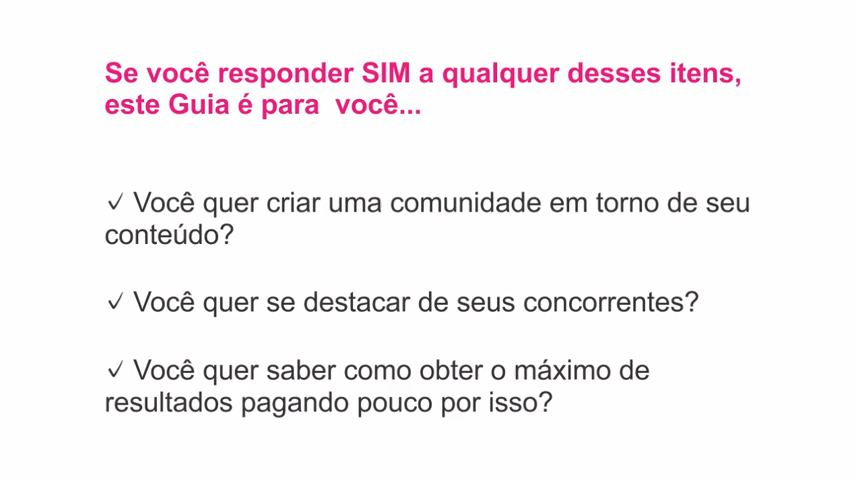 Se você responder SIM a qualquer desses itens,
este Guia é para  você...
✓ Você quer criar uma comunidade em torno de seu
conteúdo?
✓ Você quer se destacar de seus concorrentes?
✓ Você quer saber como obter o máximo de
resultados pagando pouco por isso?